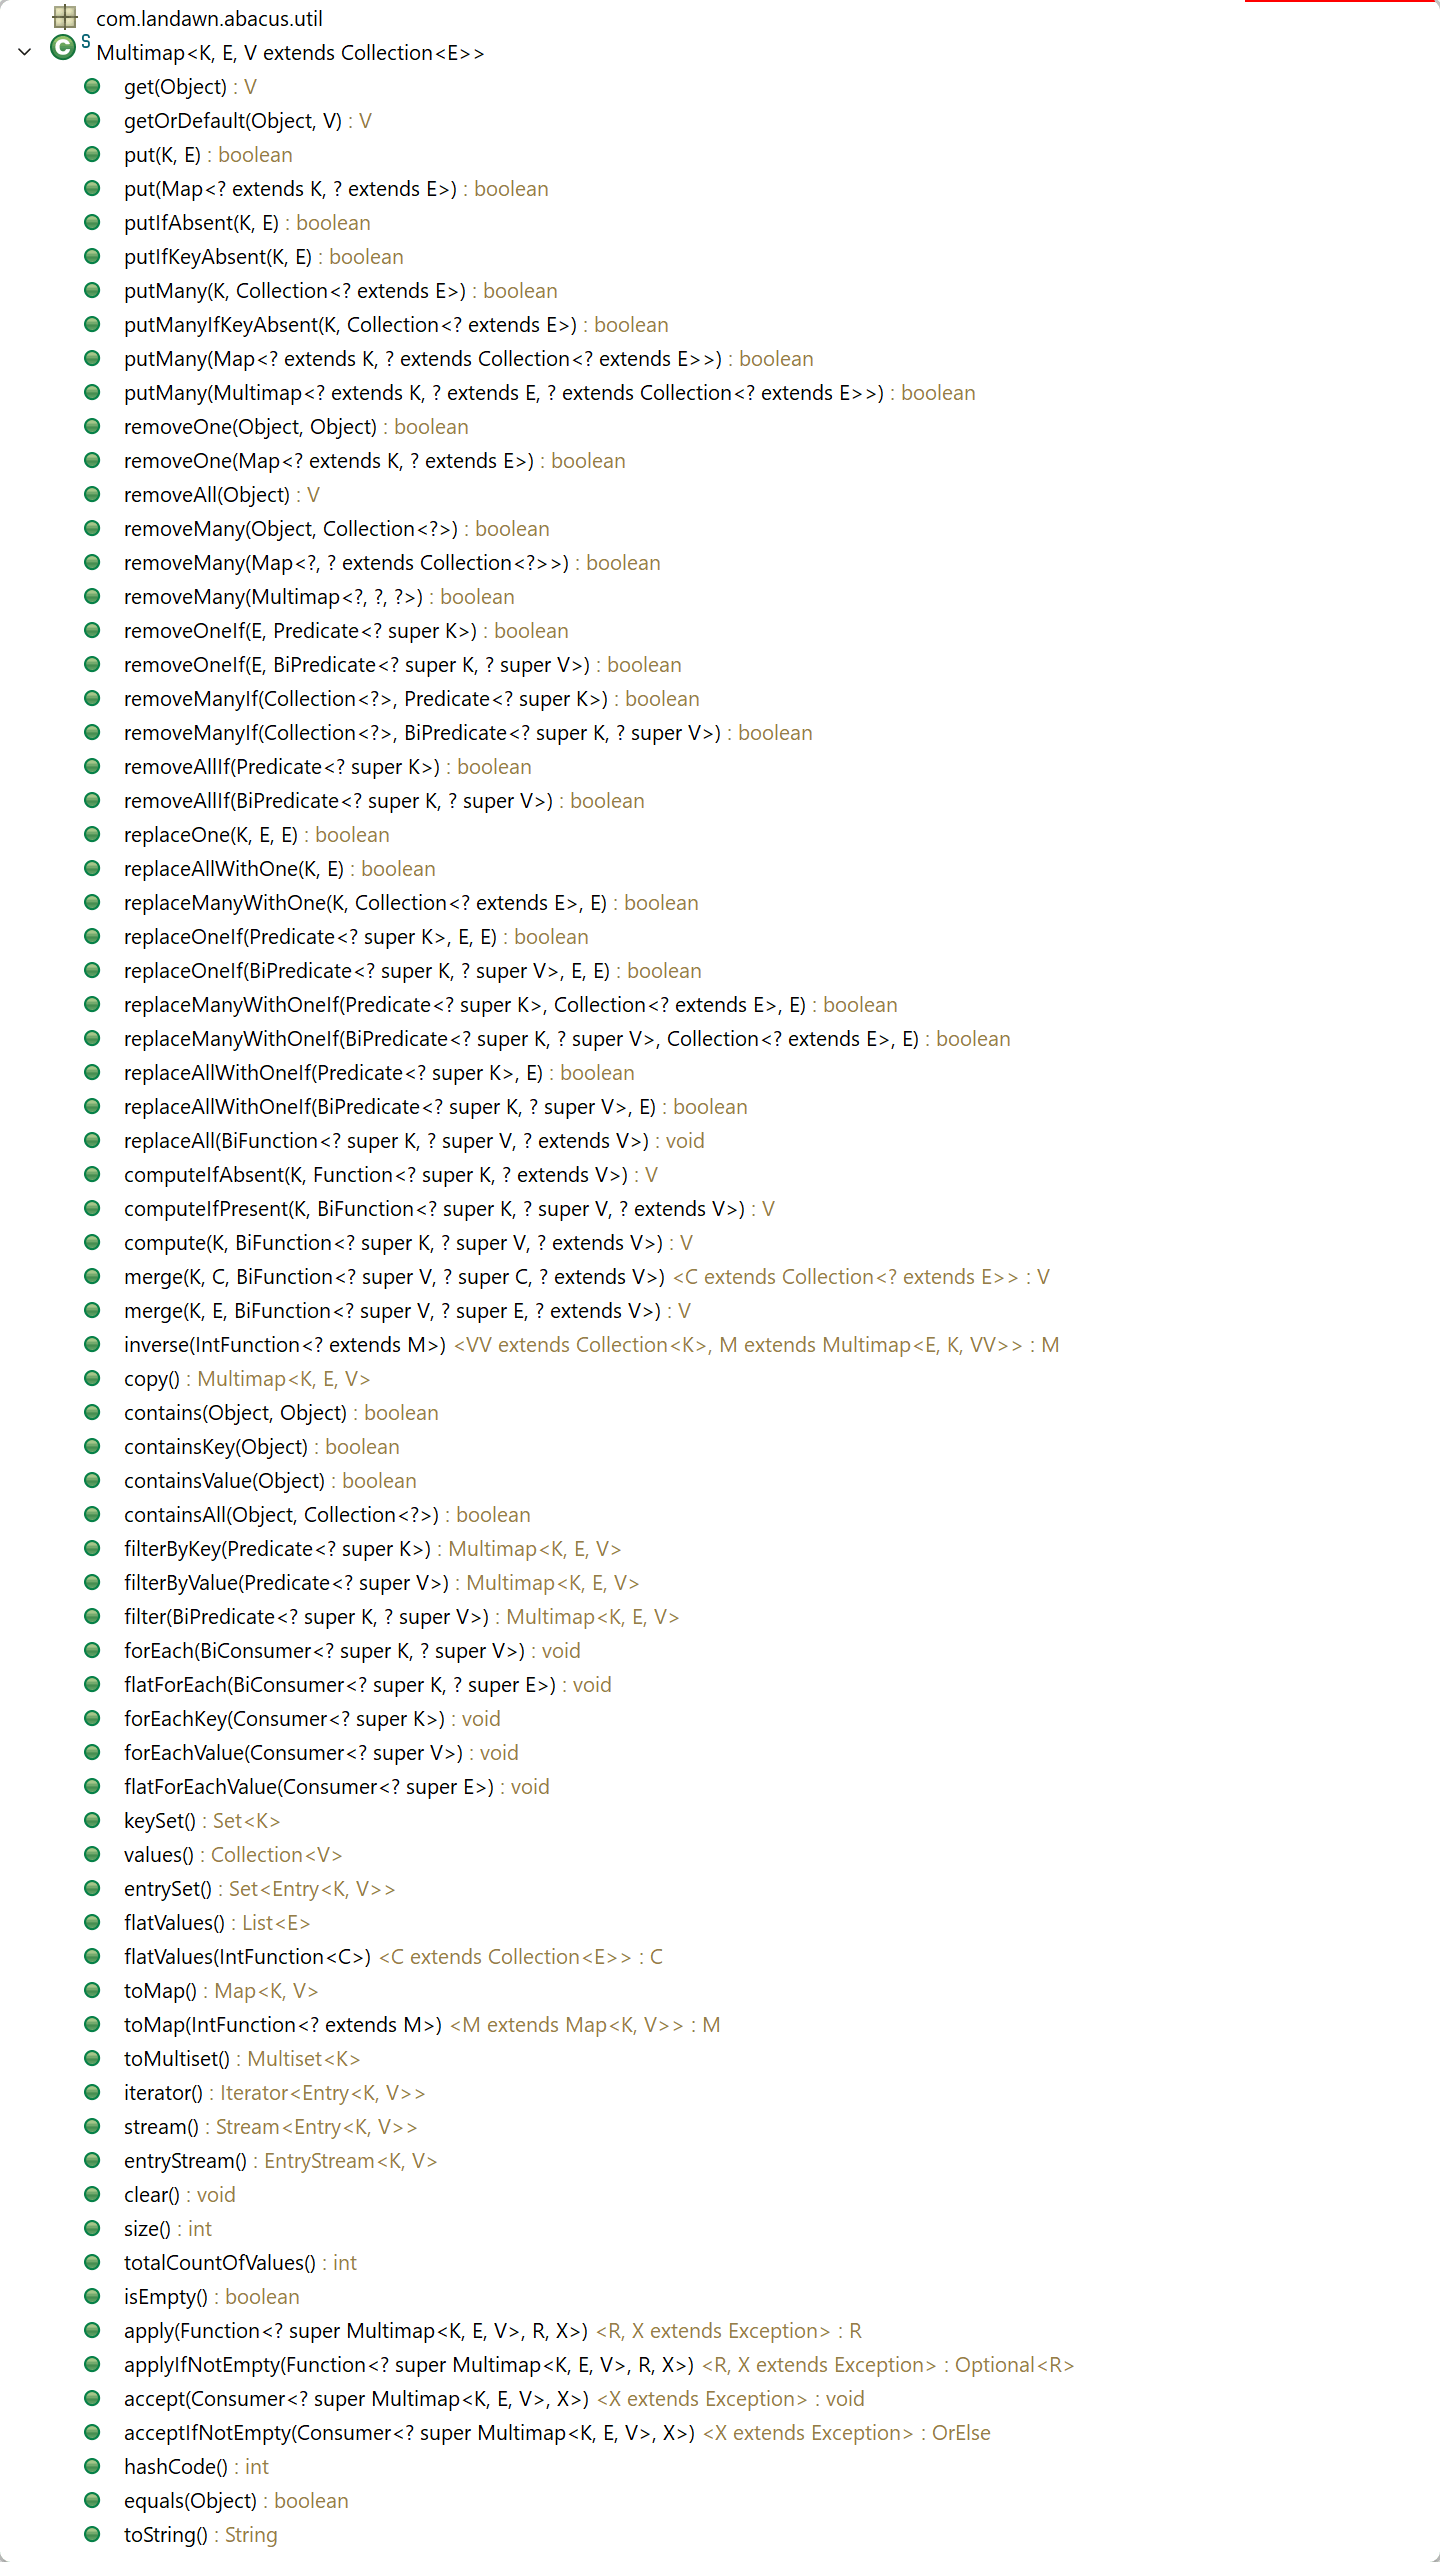 com.landawn.abacus.util
S
Multimap<K, E, V extends Collection<E>>
get(Object) : V
getOrDefault(Object, V) : V
put(K, E) : boolean
put(Map<? extends K, ? extends E>) : boolean
putIfAbsent(K, E) : boolean
putIfKeyAbsent(K, E) : boolean
putMany(K, Collection<? extends E>) : boolean
putManyIfKeyAbsent(K, Collection<? extends E>) : boolean
putMany(Map<? extends K, ? extends Collection<? extends E>>) : boolean
putMany(Multimap<? extends K, ? extends E, ? extends Collection<? extends E>>) : boolean
removeOne(Object, Object) : boolean
removeOne(Map<? extends K, ? extends E>) : boolean
removeAll(Object) : V
removeMany(Object, Collection<?>) : boolean
removeMany(Map<?, ? extends Collection<?>>) : boolean
removeMany(Multimap<?, ?, ?>) : boolean
removeOneIf(E, Predicate<? super K>) : boolean
removeOneIf(E, BiPredicate<? super K, ? super V>) : boolean
removeManyIf(Collection<?>, Predicate<? super K>) : boolean
removeManyIf(Collection<?>, BiPredicate<? super K, ? super V>) : boolean
removeAllIf(Predicate<? super K>) : boolean
removeAllIf(BiPredicate<? super K, ? super V>) : boolean
replaceOne(K, E, E) : boolean
replaceAllWithOne(K, E) : boolean
replaceManyWithOne(K, Collection<? extends E>, E) : boolean
replaceOneIf(Predicate<? super K>, E, E) : boolean
replaceOneIf(BiPredicate<? super K, ? super V>, E, E) : boolean
replaceManyWithOneIf(Predicate<? super K>, Collection<? extends E>, E) : boolean
replaceManyWithOneIf(BiPredicate<? super K, ? super V>, Collection<? extends E>, E) : boolean
replaceAllWithOneIf(Predicate<? super K>, E) : boolean
replaceAllWithOneIf(BiPredicate<? super K, ? super V>, E) : boolean
replaceAll(BiFunction<? super K, ? super V, ? extends V>) : void
computeIfAbsent(K, Function<? super K, ? extends V>) : V
computeIfPresent(K, BiFunction<? super K, ? super V, ? extends V>) : V
compute(K, BiFunction<? super K, ? super V, ? extends V>) : V
merge(K, C, BiFunction<? super V, ? super C, ? extends V>) <C extends Collection<? extends E>> : V
merge(K, E, BiFunction<? super V, ? super E, ? extends V>) : V
inverse(IntFunction<? extends M>) <VV extends Collection<K>, M extends Multimap<E, K, VV>> : M
copy() : Multimap<K, E, V>
contains(Object, Object) : boolean
containsKey(Object) : boolean
containsValue(Object) : boolean
containsAll(Object, Collection<?>) : boolean
filterByKey(Predicate<? super K>) : Multimap<K, E, V>
filterByValue(Predicate<? super V>) : Multimap<K, E, V>
filter(BiPredicate<? super K, ? super V>) : Multimap<K, E, V>
forEach(BiConsumer<? super K, ? super V>) : void
flatForEach(BiConsumer<? super K, ? super E>) : void
forEachKey(Consumer<? super K>) : void
forEachValue(Consumer<? super V>) : void
flatForEachValue(Consumer<? super E>) : void
keySet() : Set<K>
values() : Collection<V>
entrySet() : Set<Entry<K, V>>
flatValues() : List<E>
flatValues(IntFunction<C>) <C extends Collection<E>> : C
toMap() : Map<K, V>
toMap(IntFunction<? extends M>) <M extends Map<K, V>> : M
toMultiset() : Multiset<K>
iterator() : Iterator<Entry<K, V>>
stream() : Stream<Entry<K, V>>
entryStream() : EntryStream<K, V>
clear() : void
size() : int
totalCountOfValues() : int
isEmpty() : boolean
apply(Function<? super Multimap<K, E, V>, R, X>) <R, X extends Exception> : R
applyIfNotEmpty(Function<? super Multimap<K, E, V>, R, X>) <R, X extends Exception> : Optional<R>
accept(Consumer<? super Multimap<K, E, V>, X>) <X extends Exception> : void
acceptIfNotEmpty(Consumer<? super Multimap<K, E, V>, X>) <X extends Exception> : OrElse
hashCode() : int
equals(Object) : boolean
toString() : String